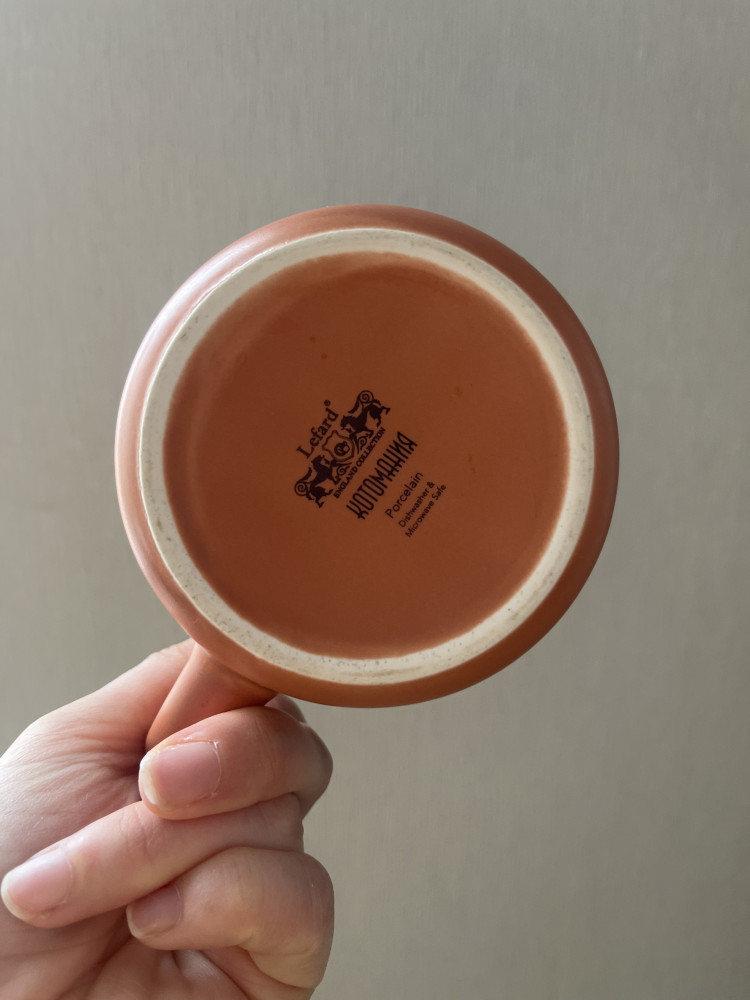 Lefard®
ENGLAND COLLECTION
КОТОМАНИЯ
Porcelain
Dishwasher &
Microwave Safe